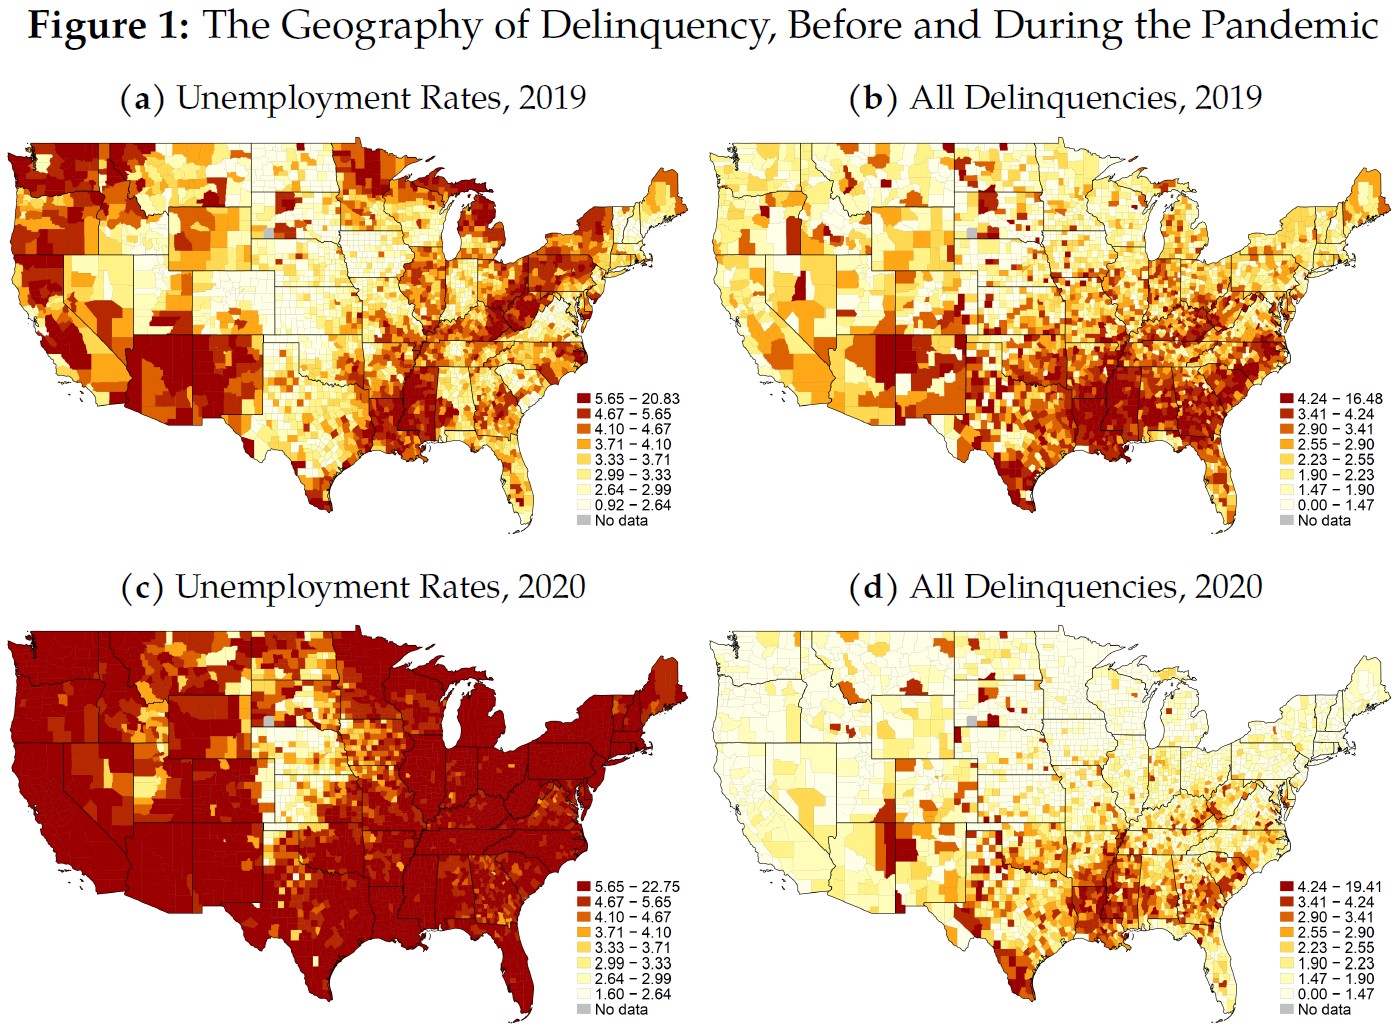 Figure 1: The Geography of Delinquency, Before and During the Pandemic
(a) Unemployment Rates, 2019
5.65 − 20.83
4.67 − 5.65
4.10 − 4.67
3.71 − 4.10
3.33 − 3.71
2.99 − 3.33
2.64 − 2.99
0.92 − 2.64
No data
(b) All Delinquencies, 2019
4.24 − 16.48
3.41 − 4.24
2.90 − 3.41
2.55 − 2.90
2.23 − 2.55
1.90 − 2.23
1.47 − 1.90
0.00 − 1.47
No data
(c) Unemployment Rates, 2020
5.65 − 22.75
4.67 − 5.65
4.10 − 4.67
3.71 − 4.10
3.33 − 3.71
2.99 − 3.33
2.64 − 2.99
1.60 − 2.64
No data
(d) All Delinquencies, 2020
4.24 − 19.41
3.41 − 4.24
2.90 − 3.41
2.55 − 2.90
2.23 − 2.55
1.90 − 2.23
1.47 − 1.90
0.00 − 1.47
No data